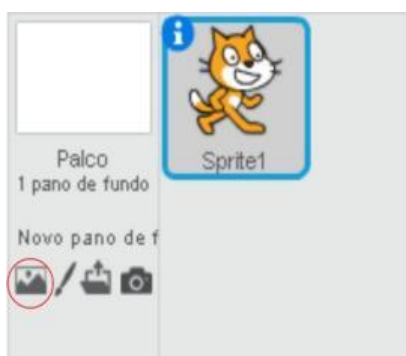 Palco
1 pano de fundo
Novo pano de f
Sprite1